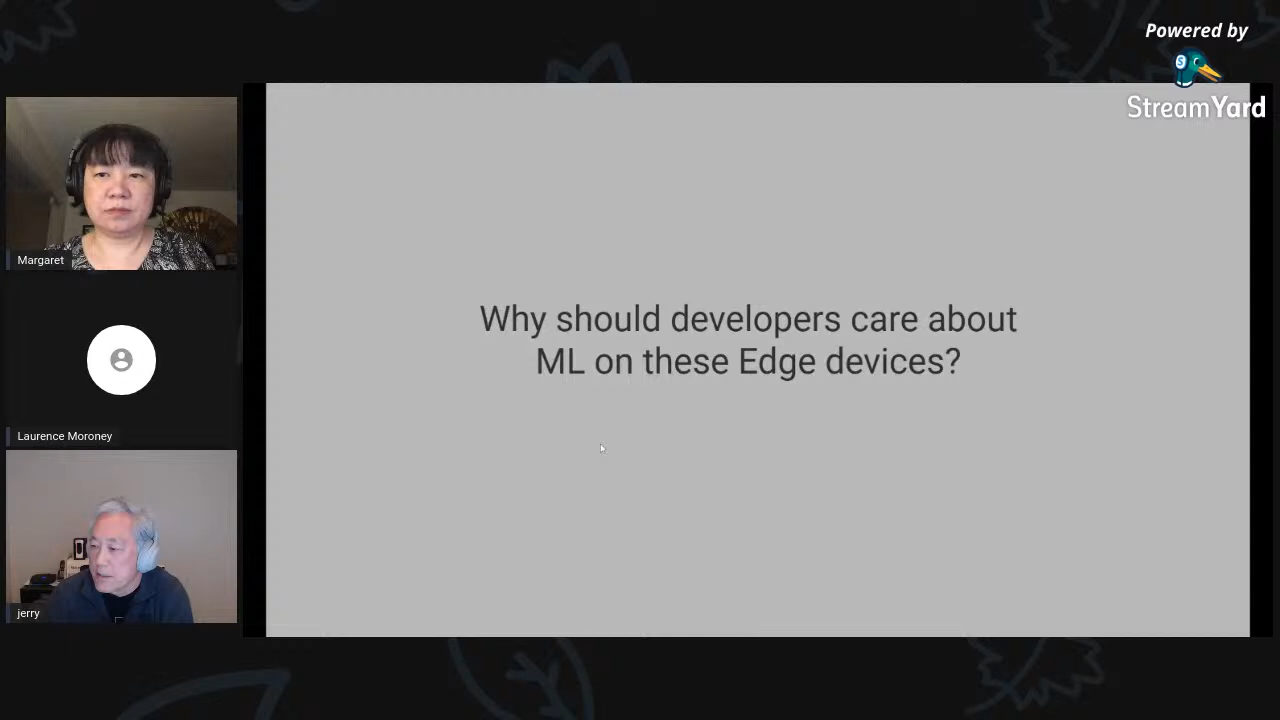 Powered by
StreamYard
Margaret
Why should developers care about
ML on these Edge devices?
Laurence Moroney
jerry